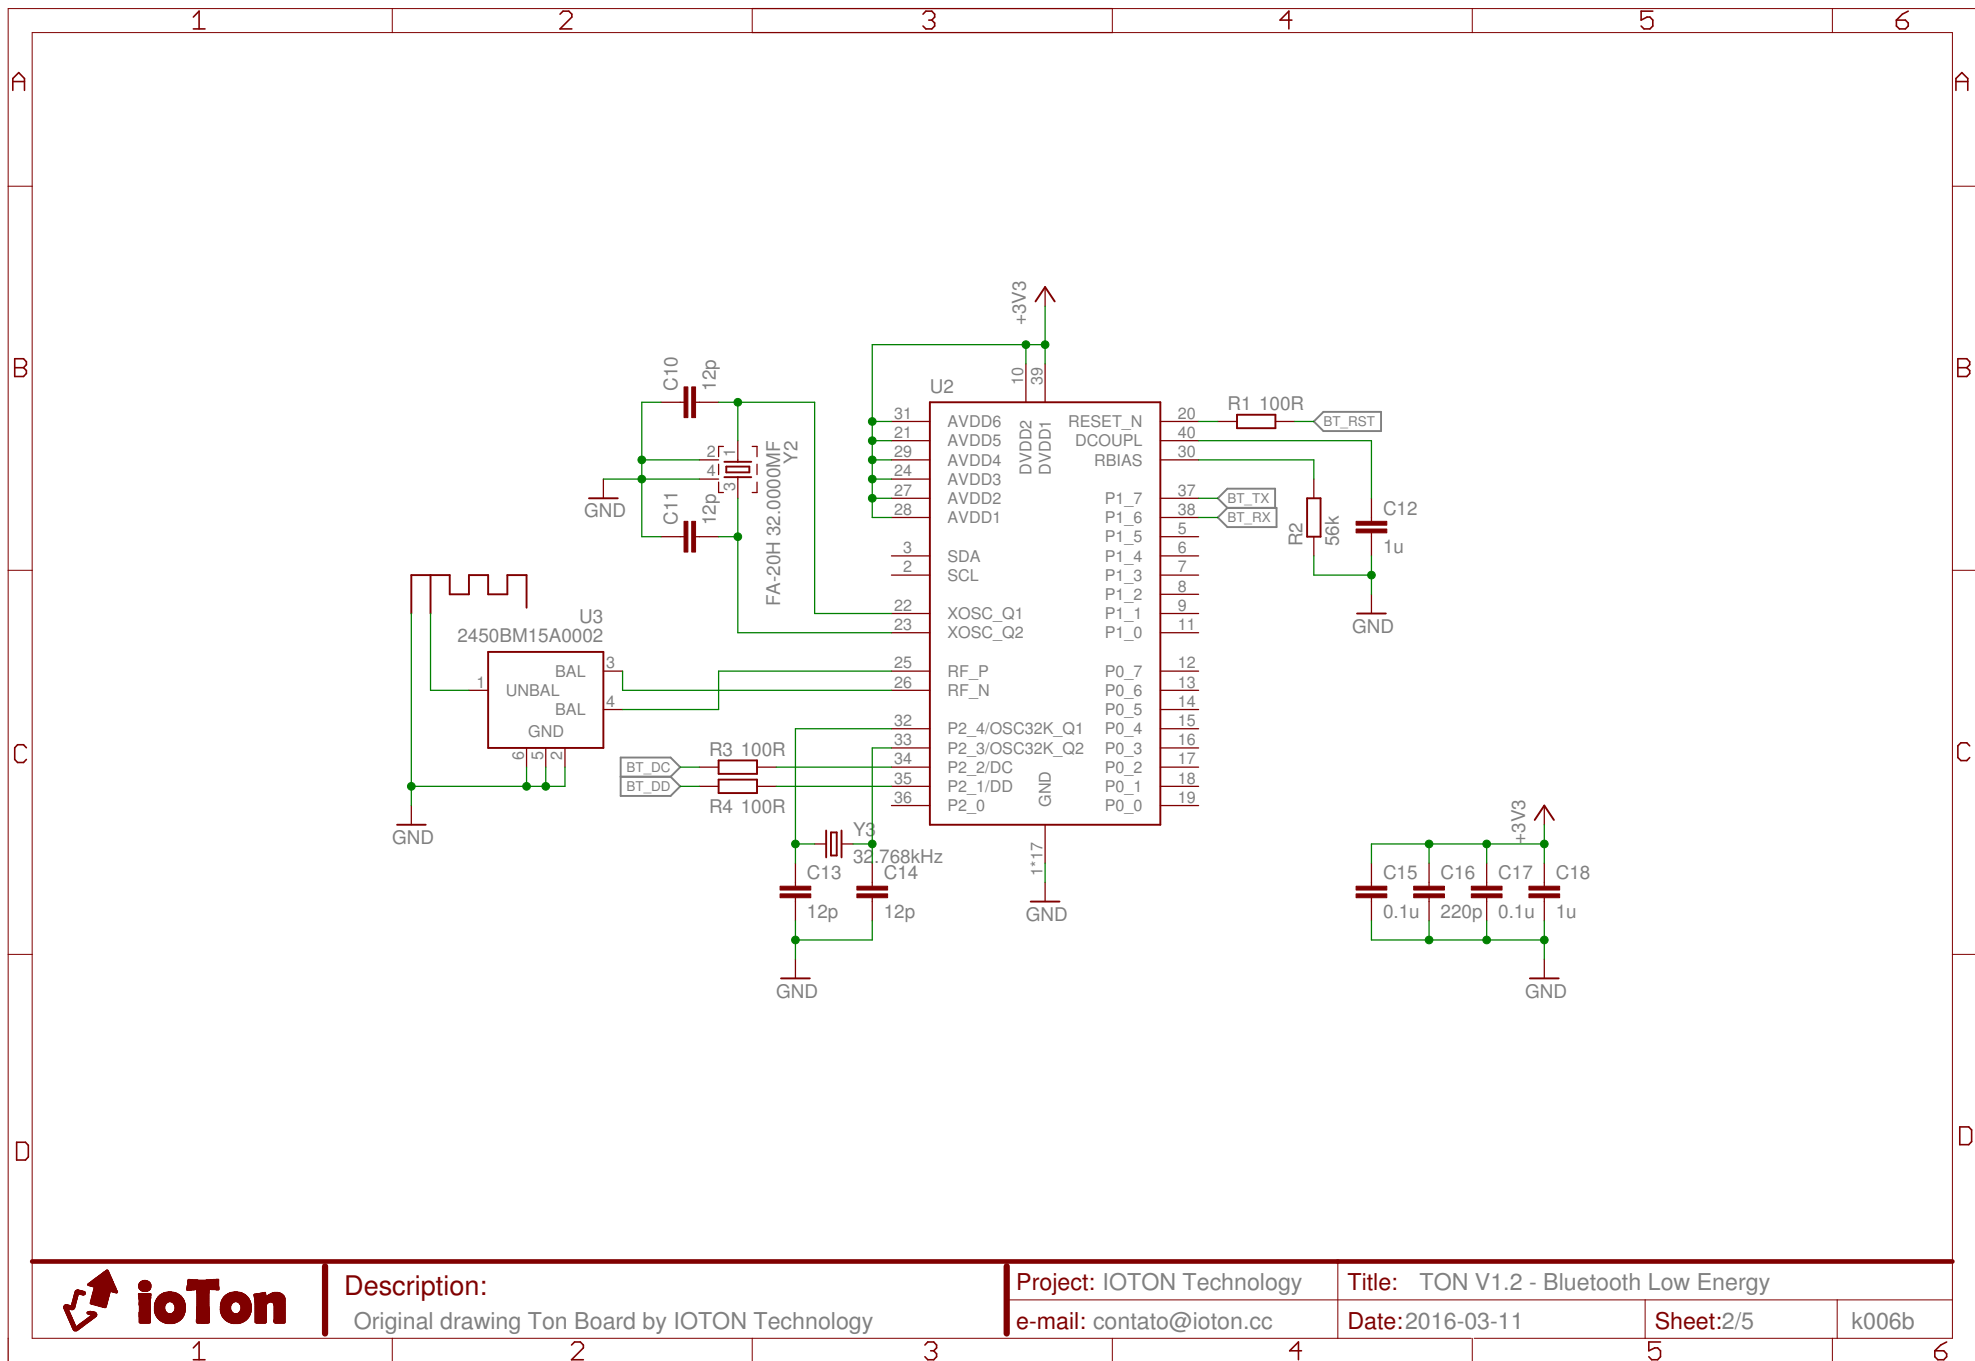 1 2 3 4 5 6
A A
B B
C C
D D
+3V3
10 39
U2
DVDD2 DVDD1
31 AVDD6
21 AVDD5
29 AVDD4
24 AVDD3
27 AVDD2
28 AVDD1
3 SDA
2 SCL
22 XOSC_Q1
23 XOSC_Q2
25 RF_P
26 RF_N
32 P2_4/OSC32K_Q1
33 P2_3/OSC32K_Q2
34 P2_2/DC
35 P2_1/DD
36 P2_0
GND
1*17
GND
RESET_N 20
DCOUPL 40
RBIAS 30
P1_7 37
P1_6 38
P1_5 5
P1_4 6
P1_3 7
P1_2 8
P1_1 9
P1_0 11
P0_7 12
P0_6 13
P0_5 14
P0_4 15
P0_3 16
P0_2 17
P0_1 18
P0_0 19
R1 100R
BT_RST
BT_TX
BT_RX
R2 56k
C12
1u
GND
C10 12p
2 1
4 3
FA-20H 32.0000MF
Y2
C11 12p
GND
U3
2450BM15A0002
BAL 3
1 UNBAL
BAL 4
GND
6 5 2
GND
BT_DC R3 100R
BT_DD R4 100R
Y3
32.768kHz
C13 C14
12p 12p
GND
+3V3
C15 C16 C17 C18
0.1u 220p 0.1u 1u
GND
ioTon
Description:
Original drawing Ton Board by IOTON Technology
Project: IOTON Technology
Title: TON V1.2 - Bluetooth Low Energy
e-mail: contato@ioton.cc
Date:2016-03-11
Sheet:2/5
k006b
1 2 3 4 5 6